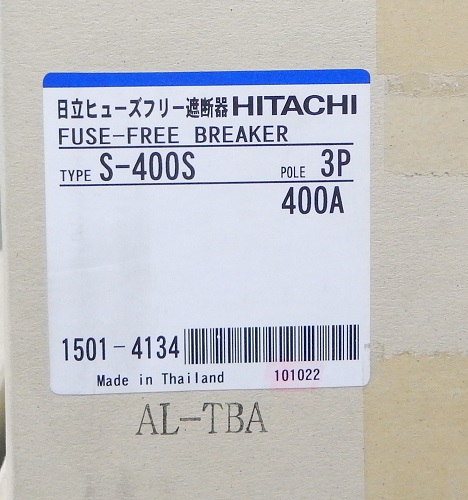 日立ヒューズフリー遮断器 HITACHI
FUSE-FREE BREAKER
TYPE S-400S POLE 3P
400A
1501-4134
Made in Thailand 101022
AL-TBA